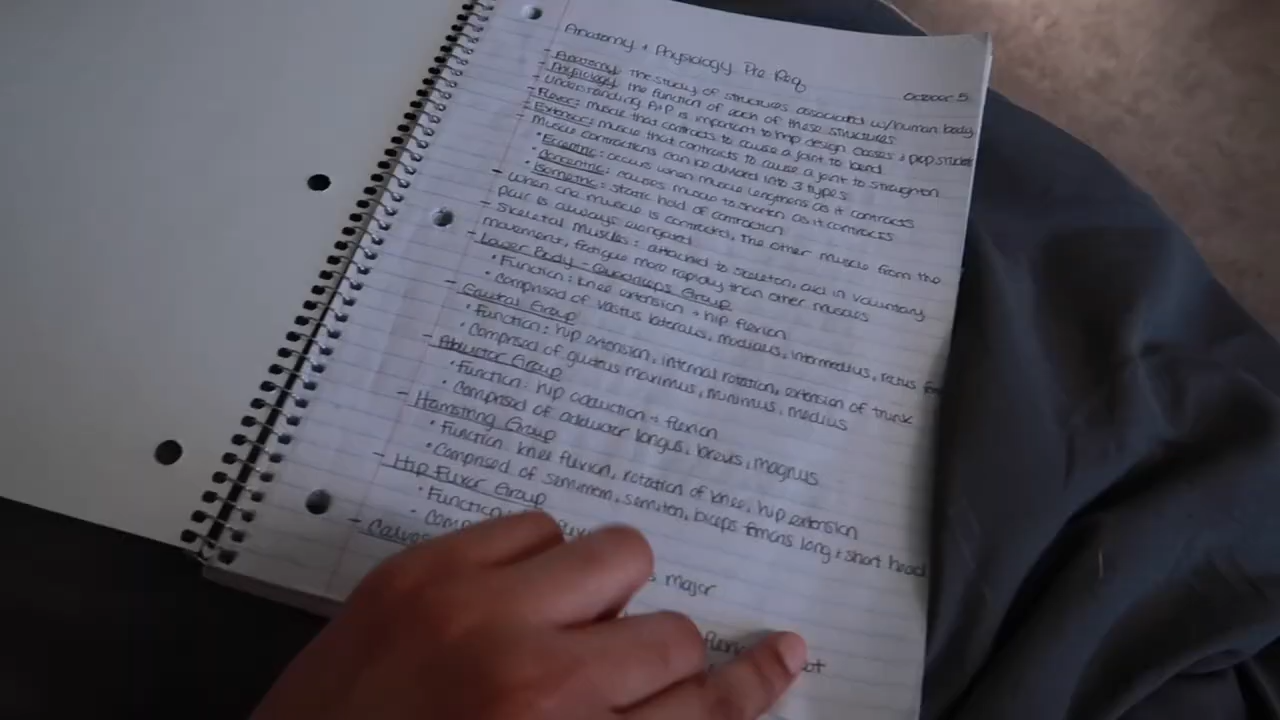 Anatomy + Physiology Pre Req
October 5
- Anatomy: the study of structures associated w/human body
- Physiology: the function of each of these structures
- Understanding A+P is important to help design classes + prep students
- Flexor: muscle that contracts to cause a joint to bend
- Extensor: muscle that contracts to cause a joint to straighten
- Muscle contractions can be divided into 3 types
• Eccentric: occurs when muscle lengthens as it contracts
• Concentric: causes muscle to shorten as it contracts
• Isometric: static hold of contraction
- When one muscle is contracted, the other muscle from the
pair is always elongated
- Skeletal Muscles: attached to skeleton, aid in voluntary
movement, fatigue more rapidly than other muscles
- Lower Body - Quadriceps Group
• Function: knee extension + hip flexion
• Comprised of vastus lateralis, medialis, intermedius, rectus fem
- Gluteal Group
• Function: hip extension, internal rotation, extension of trunk
• Comprised of gluteus maximus, minimus, medius
- Adductor Group
• Function: hip adduction + flexion
• Comprised of adductor longus, brevis, magnus
- Hamstring Group
• Function: knee flexion, rotation of knee, hip extension
• Comprised of semimem, semiten, biceps femoris long + short head
- Hip Flexor Group
• Function:
• Comp
major
- Calves